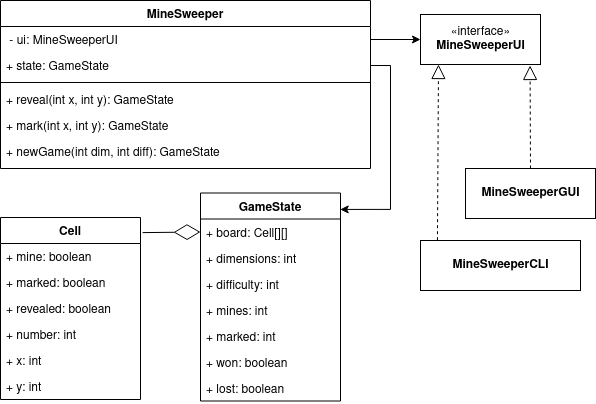 MineSweeper
- ui: MineSweeperUI
+ state: GameState
+ reveal(int x, int y): GameState
+ mark(int x, int y): GameState
+ newGame(int dim, int diff): GameState
«interface»
MineSweeperUI
MineSweeperGUI
MineSweeperCLI
GameState
+ board: Cell[][]
+ dimensions: int
+ difficulty: int
+ mines: int
+ marked: int
+ won: boolean
+ lost: boolean
Cell
+ mine: boolean
+ marked: boolean
+ revealed: boolean
+ number: int
+ x: int
+ y: int